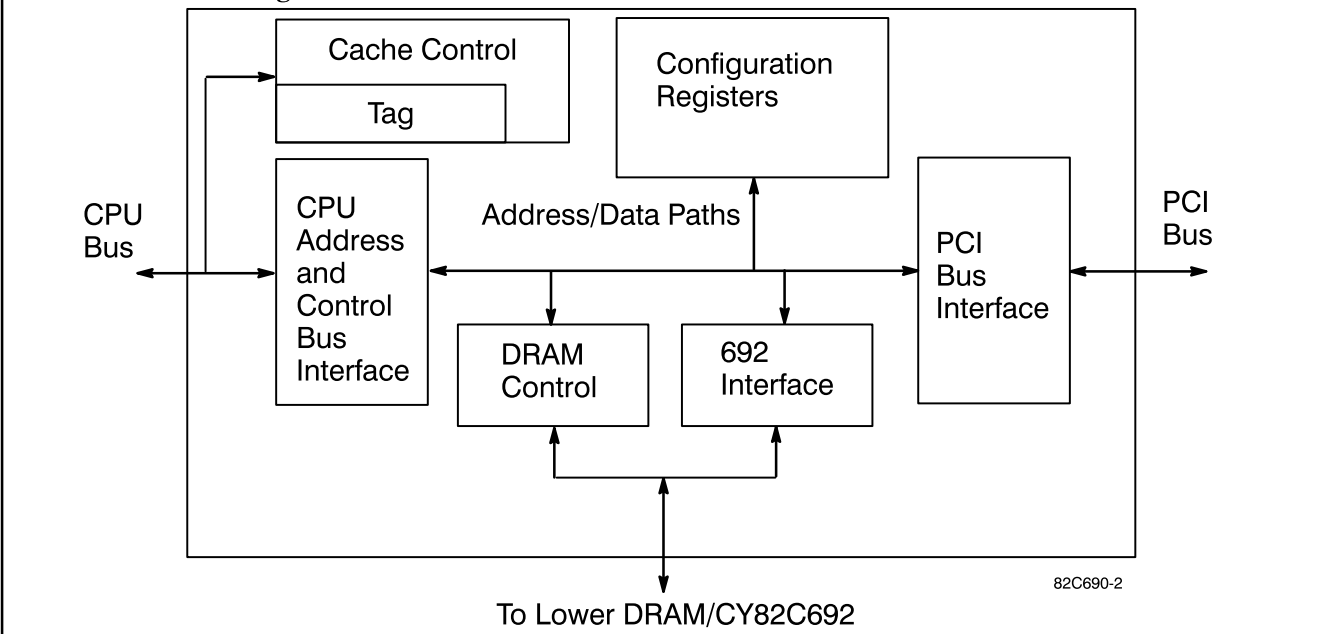 Cache Control
Tag
Configuration
Registers
CPU
Bus
CPU
Address
and
Control
Bus
Interface
Address/Data Paths
PCI
Bus
Interface
PCI
Bus
DRAM
Control
692
Interface
82C690-2
To Lower DRAM/CY82C692